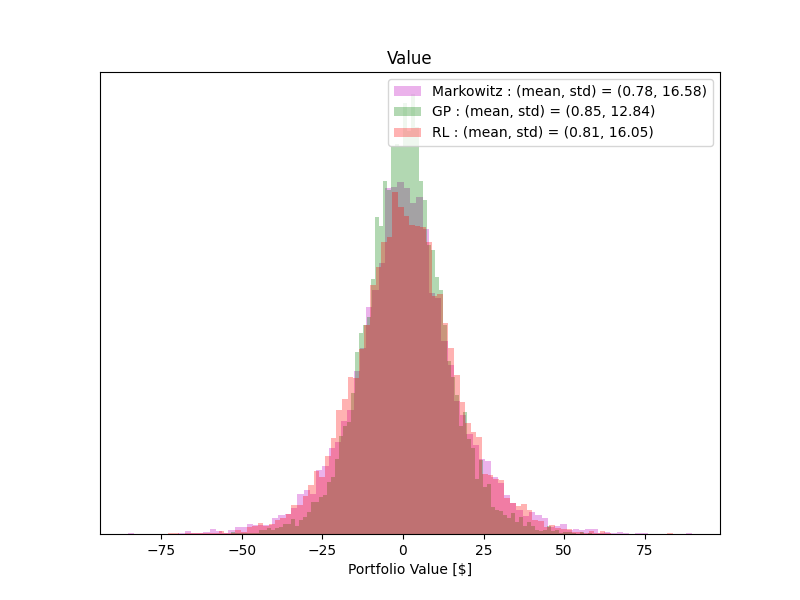 Value
Markowitz : (mean, std) = (0.78, 16.58)
GP : (mean, std) = (0.85, 12.84)
RL : (mean, std) = (0.81, 16.05)
−75 −50 −25 0 25 50 75
Portfolio Value [$]